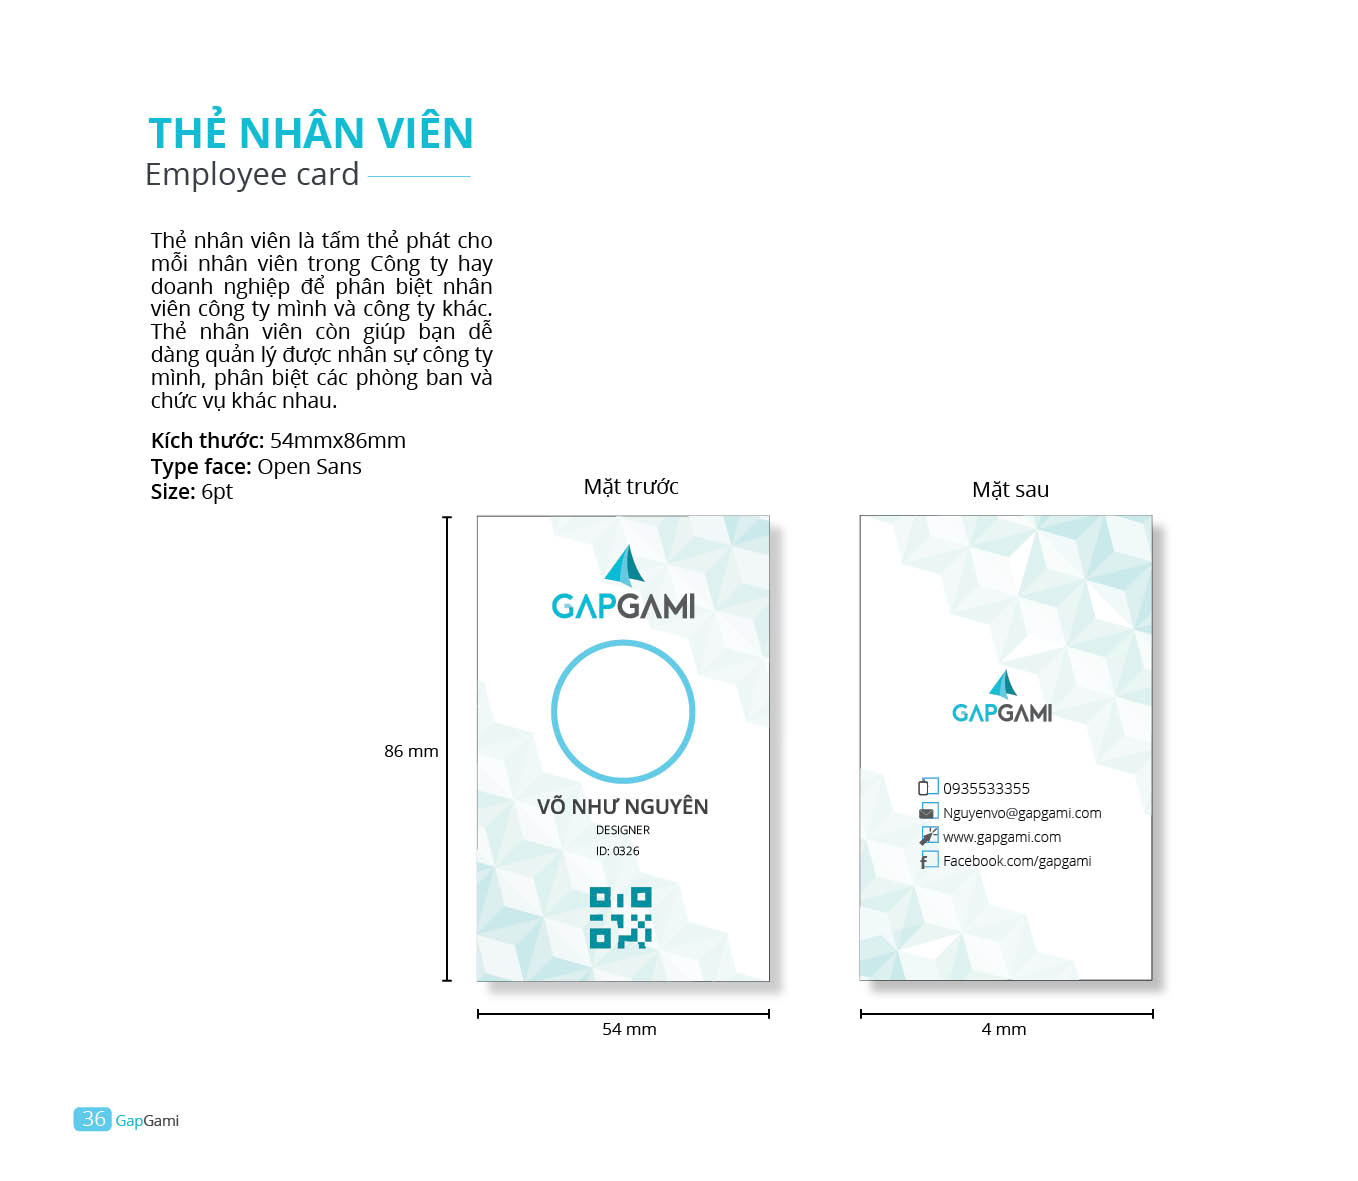 THẺ NHÂN VIÊN
Employee card
Thẻ nhân viên là tấm thẻ phát cho
mỗi nhân viên trong Công ty hay
doanh nghiệp để phân biệt nhân
viên công ty mình và công ty khác.
Thẻ nhân viên còn giúp bạn dễ
dàng quản lý được nhân sự công ty
mình, phân biệt các phòng ban và
chức vụ khác nhau.
Kích thước: 54mmx86mm
Type face: Open Sans
Size: 6pt
Mặt trước
GAPGAMI
VÕ NHƯ NGUYÊN
DESIGNER
ID: 0326
86 mm
54 mm
Mặt sau
GAPGAMI
0935533355
Nguyenvo@gapgami.com
www.gapgami.com
Facebook.com/gapgami
4 mm
36 GapGami